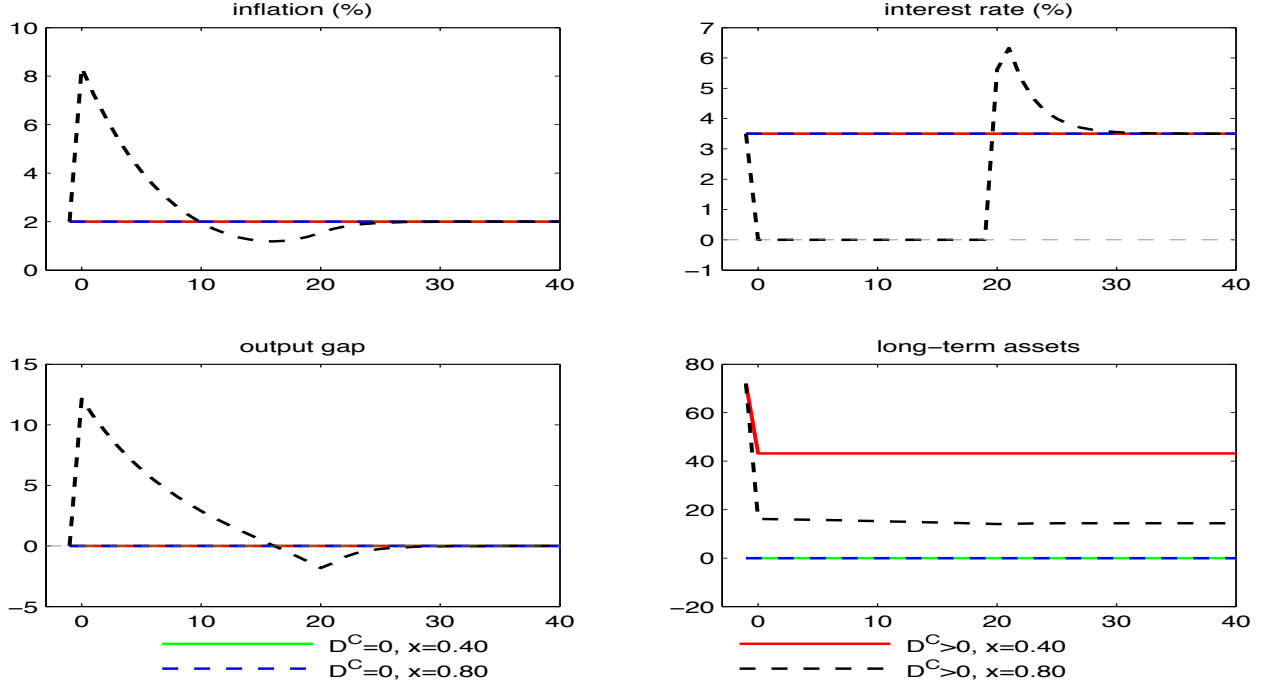 inflation (%)
10
8
6
4
2
0
0 10 20 30 40
interest rate (%)
7
6
5
4
3
2
1
0
−1
0 10 20 30 40
output gap
15
10
5
0
−5
0 10 20 30 40
long−term assets
80
60
40
20
0
−20
0 10 20 30 40
D^C=0, x=0.40
D^C=0, x=0.80
D^C>0, x=0.40
D^C>0, x=0.80